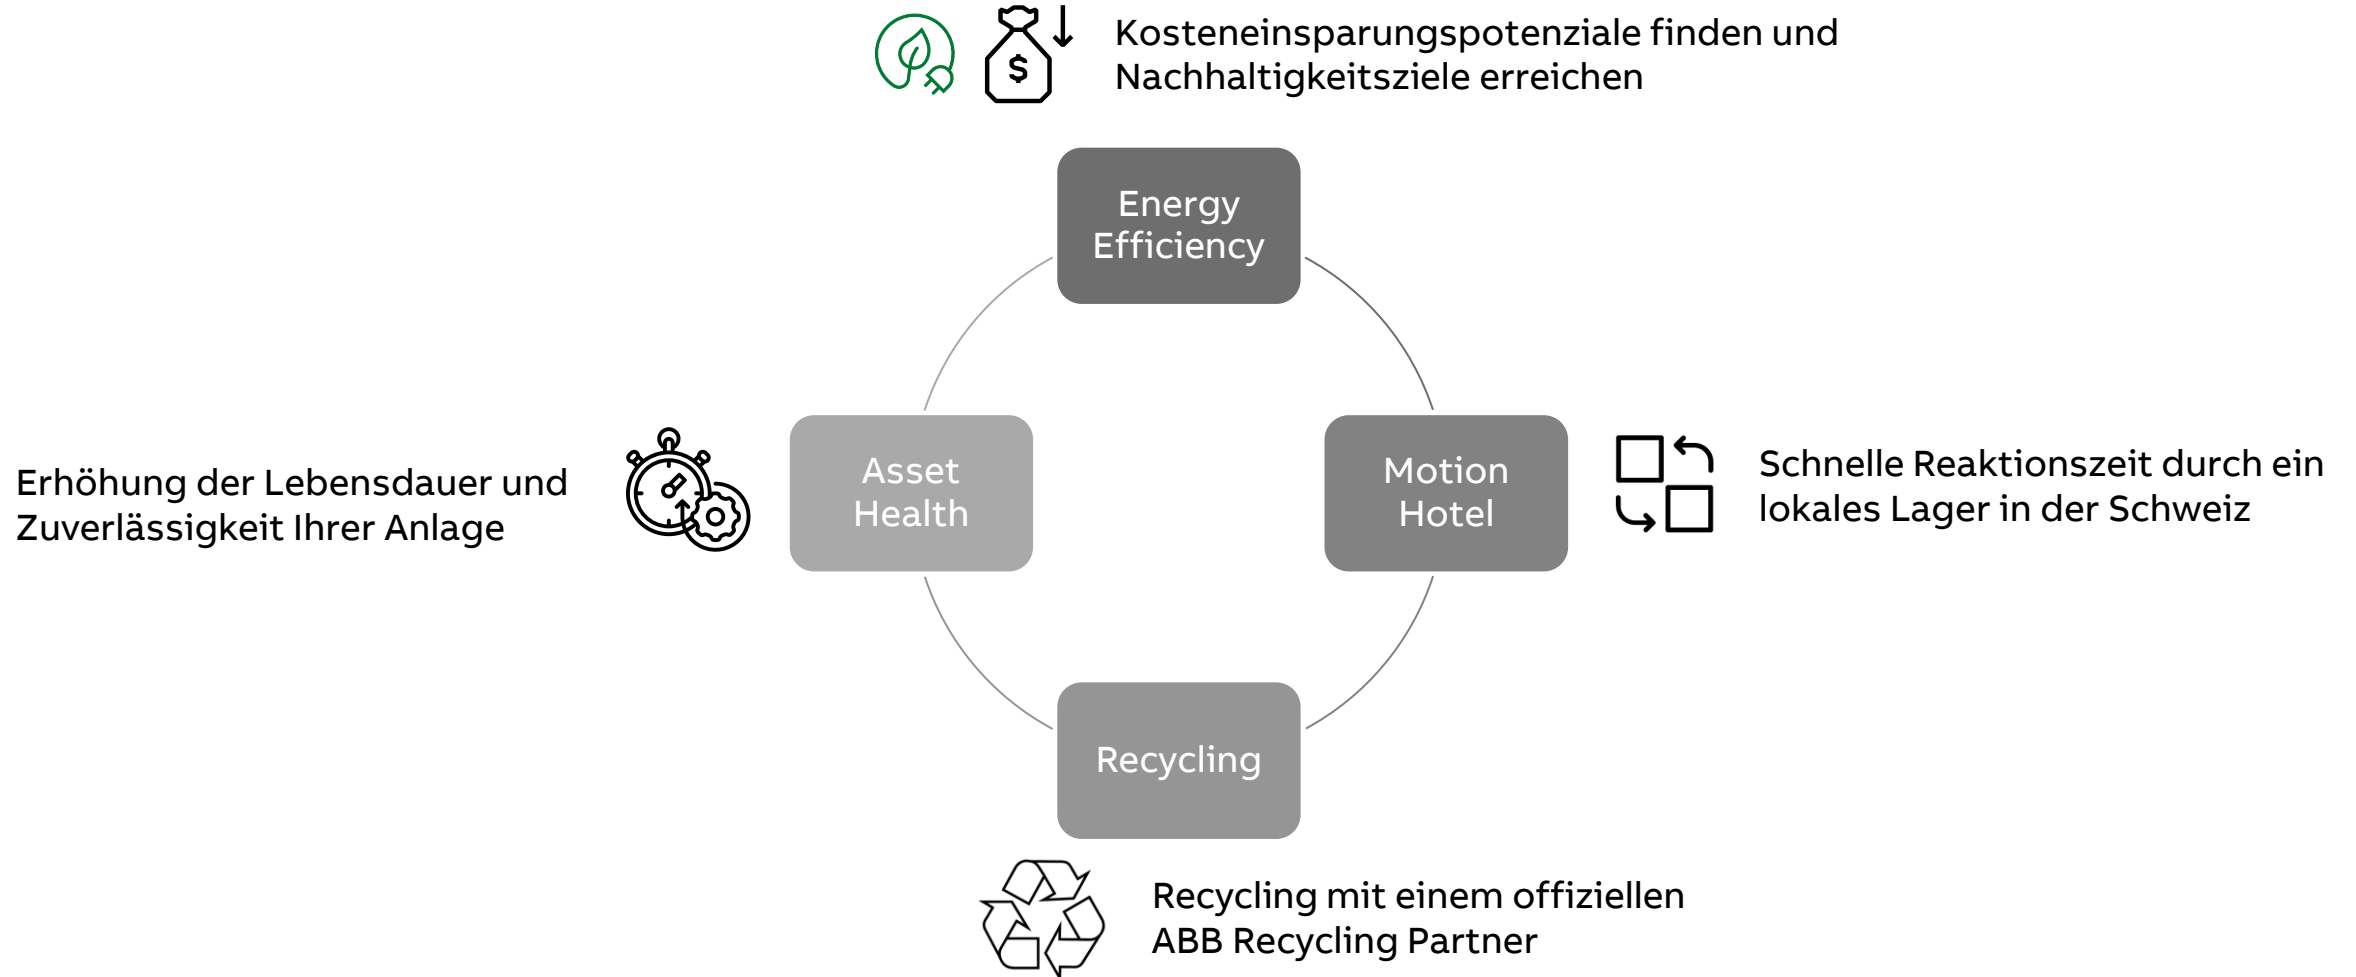 Kosteneinsparungspotenziale finden und
Nachhaltigkeitsziele erreichen
$
Energy
Efficiency
Erhöhung der Lebensdauer und
Zuverlässigkeit Ihrer Anlage
Asset
Health
Motion
Hotel
Schnelle Reaktionszeit durch ein
lokales Lager in der Schweiz
Recycling
Recycling mit einem offiziellen
ABB Recycling Partner